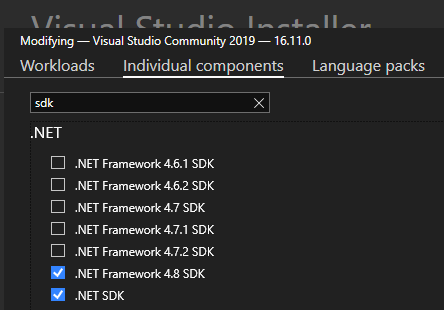 Visual Studio Installer
Modifying — Visual Studio Community 2019 — 16.11.0
Workloads Individual components Language packs
sdk
.NET
.NET Framework 4.6.1 SDK
.NET Framework 4.6.2 SDK
.NET Framework 4.7 SDK
.NET Framework 4.7.1 SDK
.NET Framework 4.7.2 SDK
.NET Framework 4.8 SDK
.NET SDK